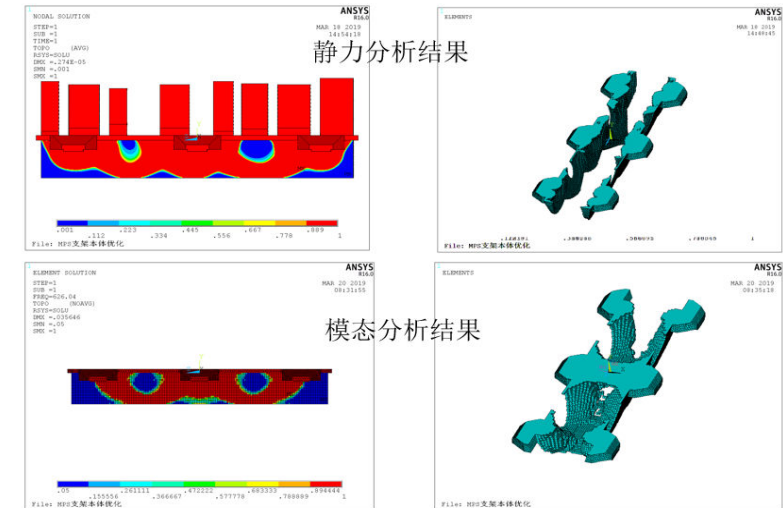 1
NODAL SOLUTION
STEP=1
SUB =1
TIME=1
TOPO (AVG)
RSYS=SOLU
DMX =.274E-05
SMN =.001
SMX =1
ANSYS
R16.0
MAR 18 2019
.001
.112
.223
.334
.445
.556
.667
.778
.889
1
File: MPS支架本体优化
静力分析结果
1
ELEMENTS
ANSYS
R16.0
MAR 18 2019
1
File: MPS支架本体优化
1
ELEMENT SOLUTION
STEP=1
SUB =1
FREQ=626.04
TOPO (NOAVG)
RSYS=SOLU
DMX =.035646
SMN =.05
SMX =1
ANSYS
R16.0
MAR 20 2019
08:31:55
.05
.155556
.261111
.366667
.472222
.577778
.683333
.788889
.894444
1
File: MPS支架本体优化
模态分析结果
1
ELEMENTS
ANSYS
R16.0
MAR 20 2019
08:35:18
File: MPS支架本体优化